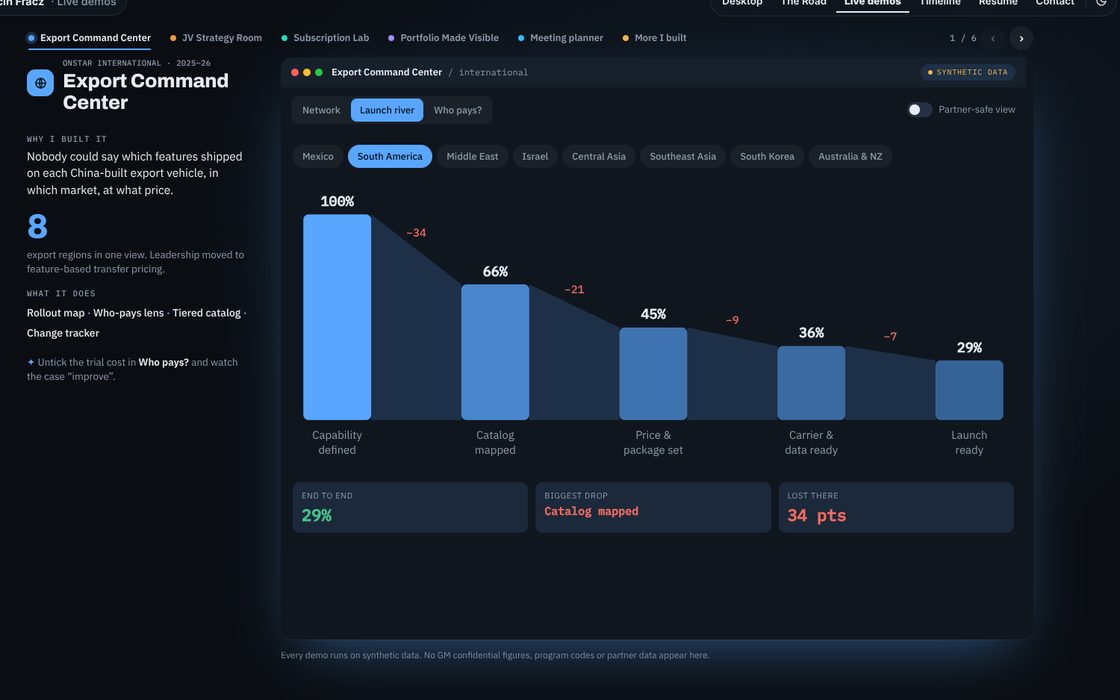 Fracz · Live demos
Desktop The Road Live demos Timeline Resume Contact
Export Command Center JV Strategy Room Subscription Lab Portfolio Made Visible Meeting planner More I built
1 / 6 ‹ ›
ONSTAR INTERNATIONAL · 2025–26
Export Command
Center
WHY I BUILT IT
Nobody could say which features shipped
on each China-built export vehicle, in
which market, at what price.
8
export regions in one view. Leadership moved to
feature-based transfer pricing.
WHAT IT DOES
Rollout map · Who-pays lens · Tiered catalog ·
Change tracker
✦ Untick the trial cost in Who pays? and watch
the case “improve”.
Export Command Center / international
SYNTHETIC DATA
Network Launch river Who pays?
Partner-safe view
Mexico South America Middle East Israel Central Asia Southeast Asia South Korea Australia & NZ
100%
−34
66%
−21
45%
−9
36%
−7
29%
Capability
defined
Catalog
mapped
Price &
package set
Carrier &
data ready
Launch
ready
END TO END
29%
BIGGEST DROP
Catalog mapped
LOST THERE
34 pts
Every demo runs on synthetic data. No GM confidential figures, program codes or partner data appear here.